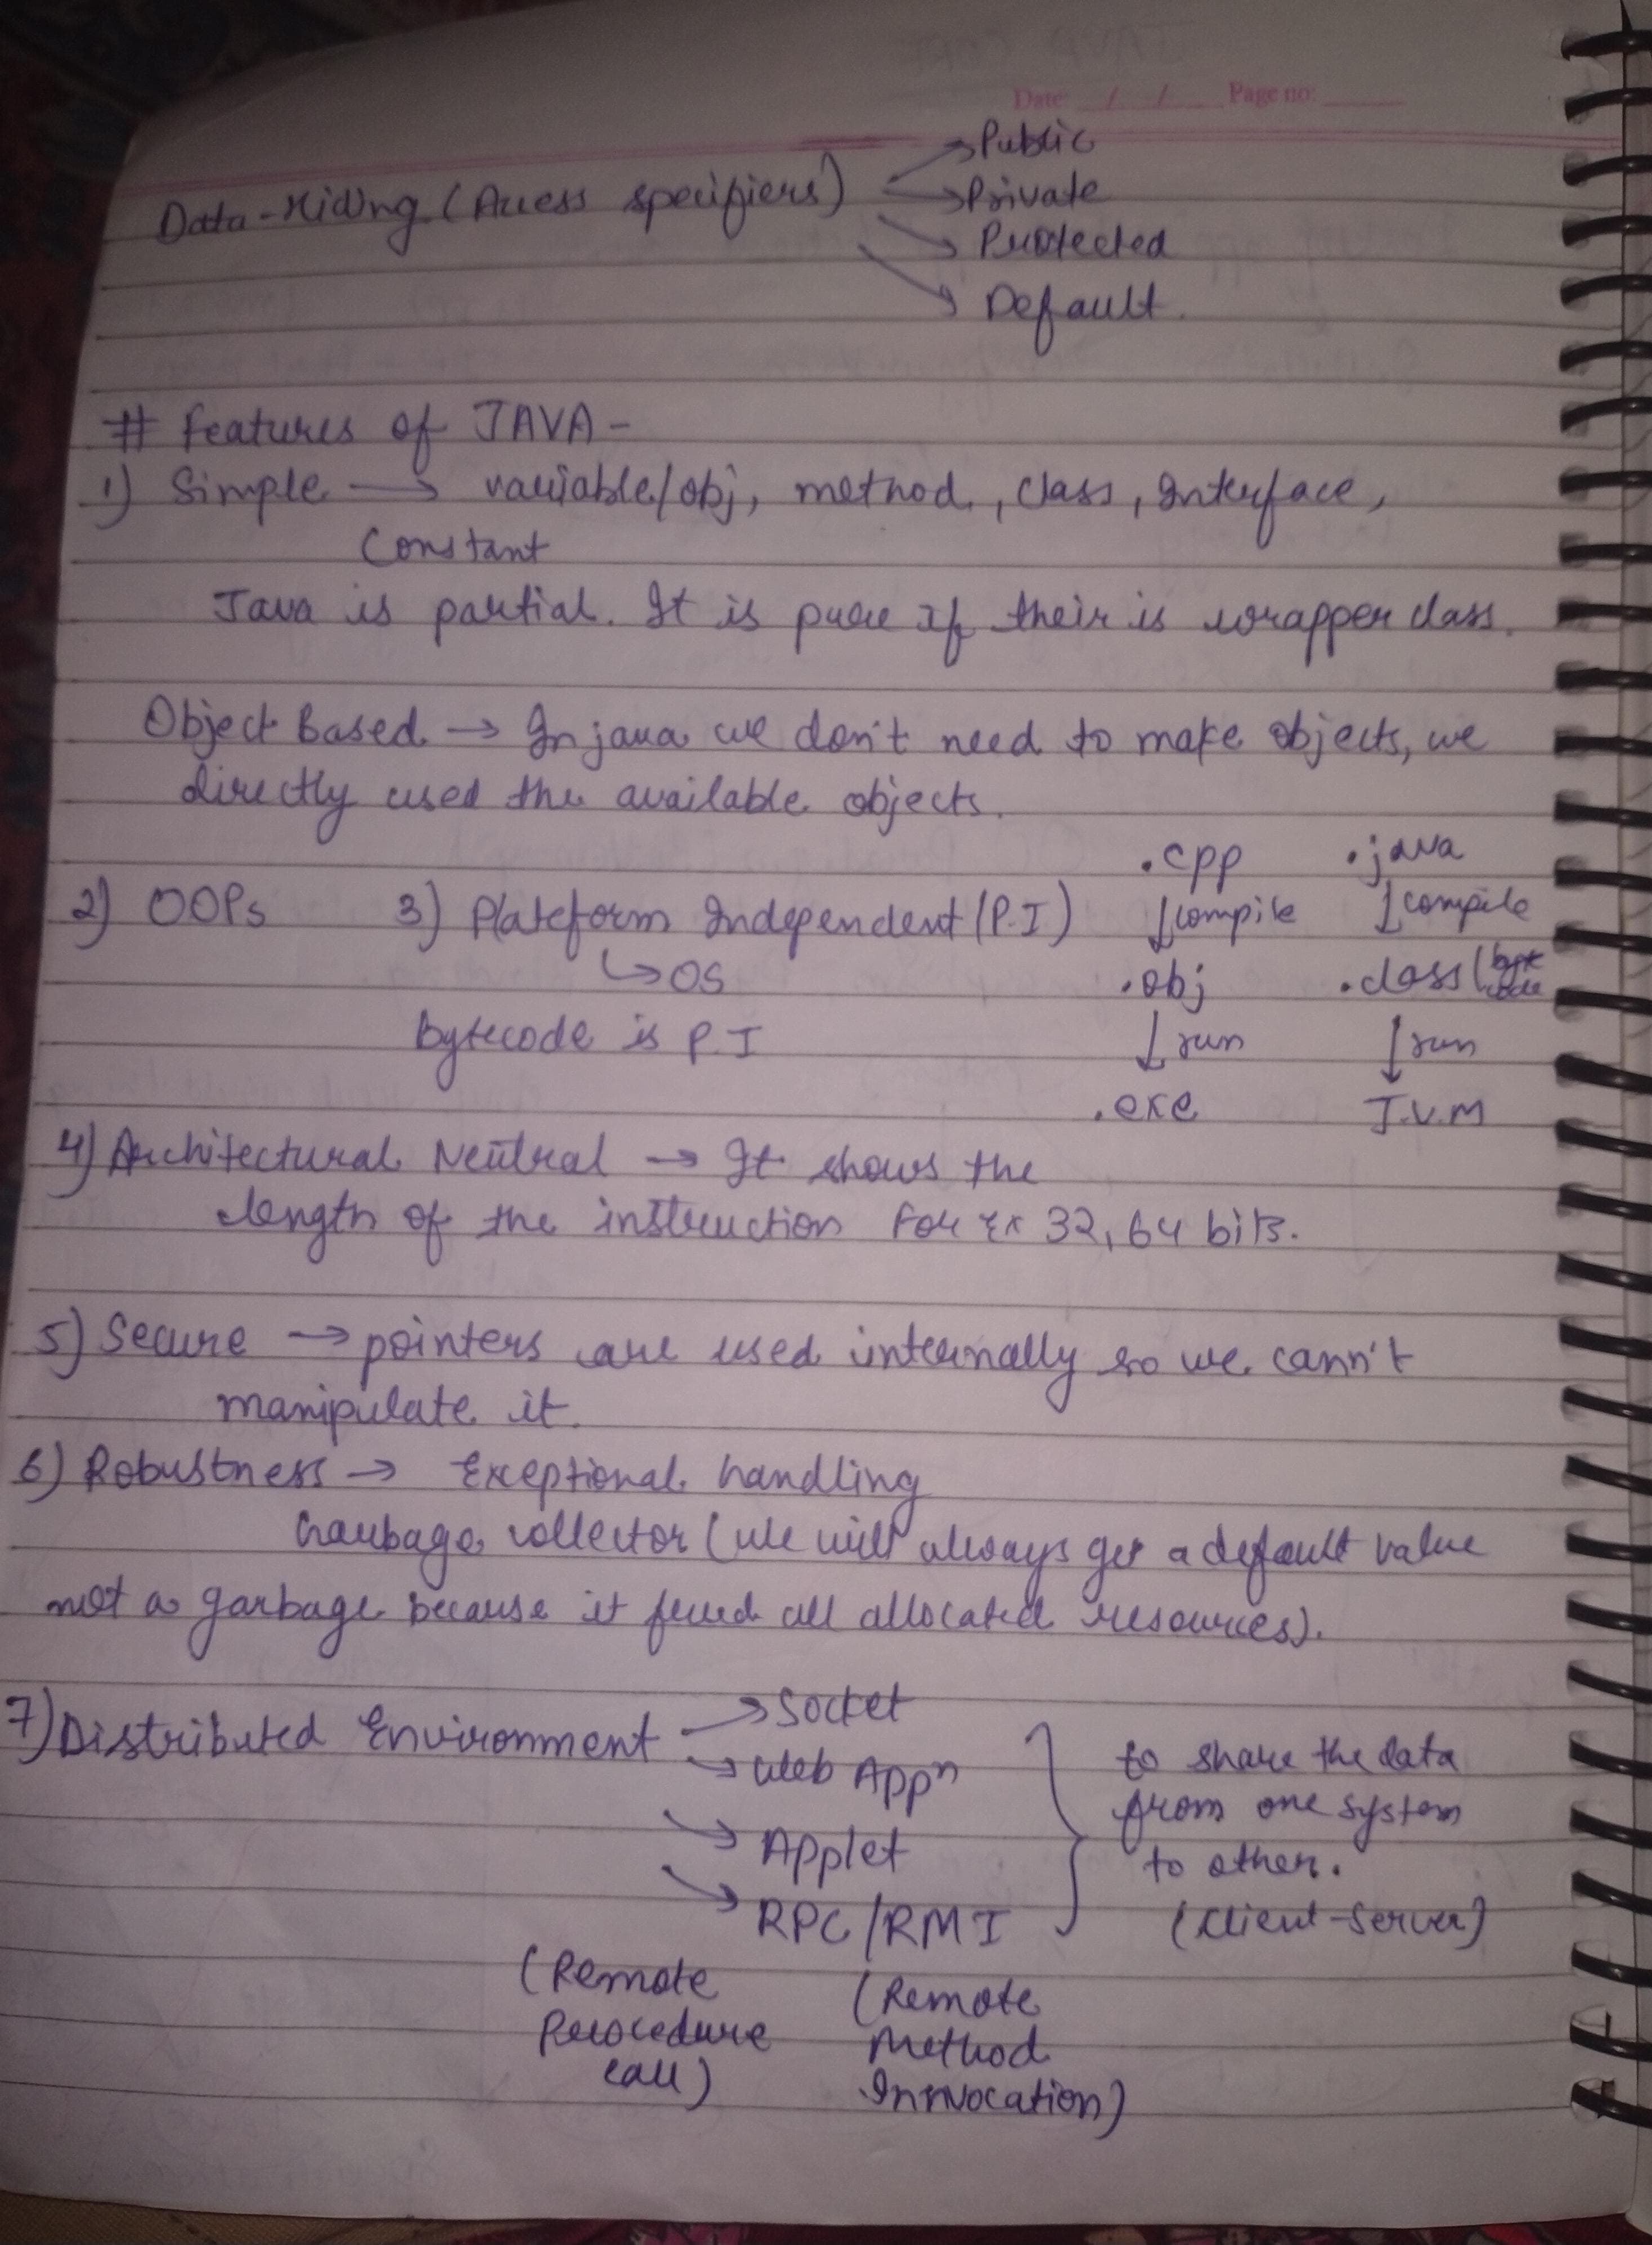 Date / / Page no:
Data-Hiding (Access specifiers) → Public
→ Private
→ Protected
→ Default.
# Features of JAVA -
1) Simple → variable/obj, method, class, Interface,
Constant
Java is partial. It is pure if their is wrapper class.
Object Based → In java we don't need to make objects, we
directly used the available objects.
.cpp .java
2) OOPs 3) Plateform Independent (P.I) ↓compile ↓compile
↳OS .obj .class (byte
code
bytecode is P.I ↓run ↓run
.exe J.V.M
4) Architectural Neutral → It shows the
length of the instruction For Ex 32, 64 bits.
5) Secure → pointers are used internally so we cann't
manipulate it.
6) Robustness → Exceptional handling
Garbage collector (We will always get a default value
not a garbage because it freed all allocated resources).
7) Distributed Environment → Socket
→ Web Appⁿ
→ Applet
→ RPC/RMI
to share the data
from one system
to other.
(Client-Server)
(Remote
Procedure
call)
(Remote
Method
Innvocation)